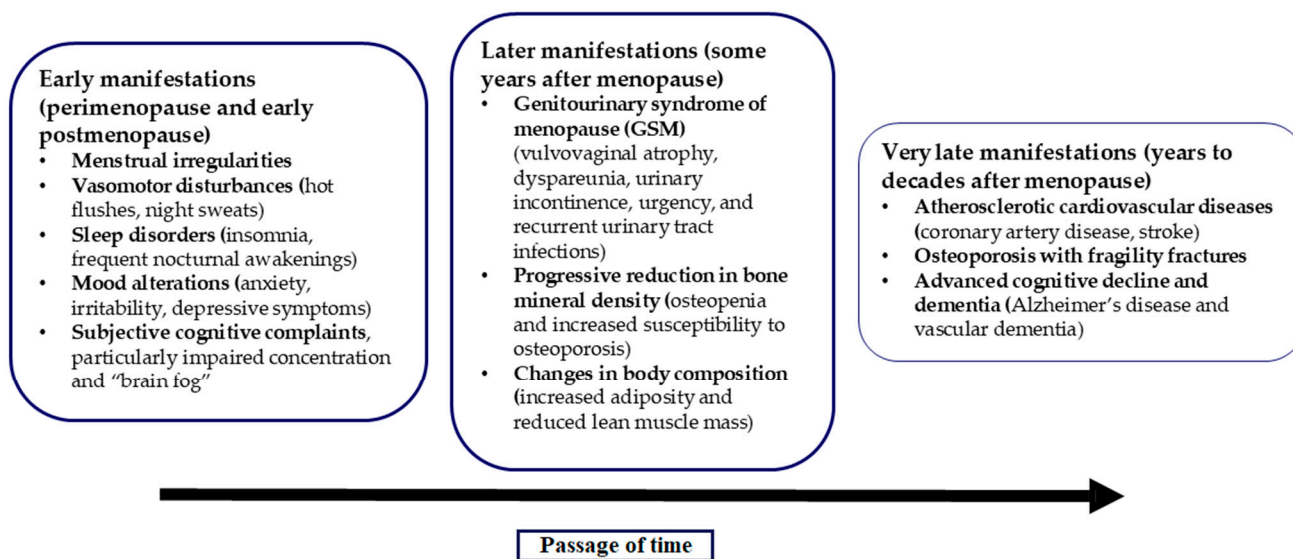 Early manifestations
(perimenopause and early
postmenopause)
• Menstrual irregularities
• Vasomotor disturbances (hot
flushes, night sweats)
• Sleep disorders (insomnia,
frequent nocturnal awakenings)
• Mood alterations (anxiety,
irritability, depressive symptoms)
• Subjective cognitive complaints,
particularly impaired concentration
and “brain fog”
Later manifestations (some
years after menopause)
• Genitourinary syndrome of
menopause (GSM)
(vulvovaginal atrophy,
dyspareunia, urinary
incontinence, urgency, and
recurrent urinary tract
infections)
• Progressive reduction in bone
mineral density (osteopenia
and increased susceptibility to
osteoporosis)
• Changes in body composition
(increased adiposity and
reduced lean muscle mass)
Very late manifestations (years to
decades after menopause)
• Atherosclerotic cardiovascular diseases
(coronary artery disease, stroke)
• Osteoporosis with fragility fractures
• Advanced cognitive decline and
dementia (Alzheimer’s disease and
vascular dementia)
Passage of time